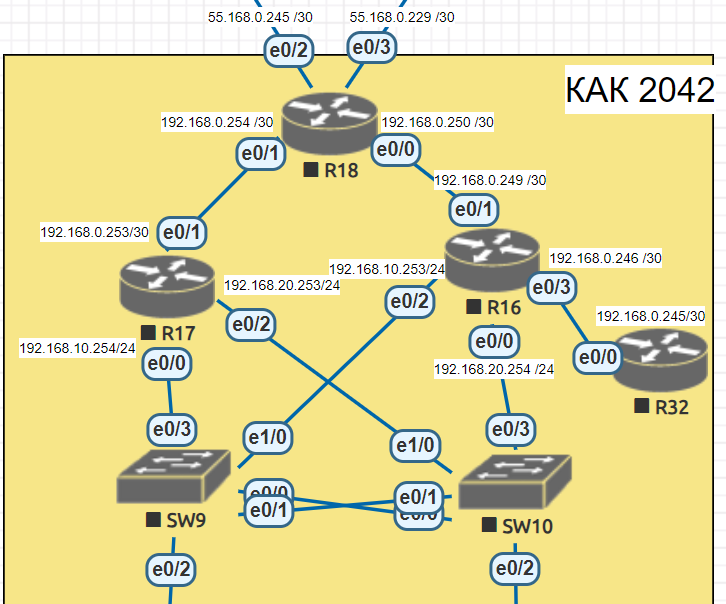 55.168.0.245 /30
55.168.0.229 /30
e0/2
e0/3
КАК 2042
192.168.0.254 /30
192.168.0.250 /30
e0/1
e0/0
R18
192.168.0.249 /30
e0/1
192.168.0.253/30
e0/1
192.168.10.253/24
192.168.0.246 /30
192.168.20.253/24
e0/2
e0/3
R16
192.168.0.245/30
R17
e0/2
192.168.10.254/24
e0/0
e0/0
e0/0
192.168.20.254 /24
R32
e0/3
e1/0
e1/0
e0/3
e0/0
e0/1
e0/1
e0/0
SW9
SW10
e0/2
e0/2